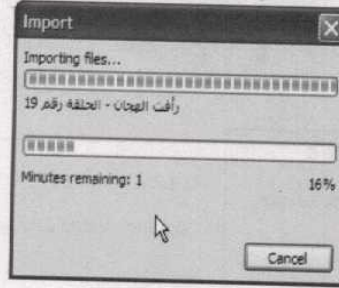 Import
Importing files...
رأفت الهجان - الحلقة رقم 19
Minutes remaining: 1
16%
Cancel